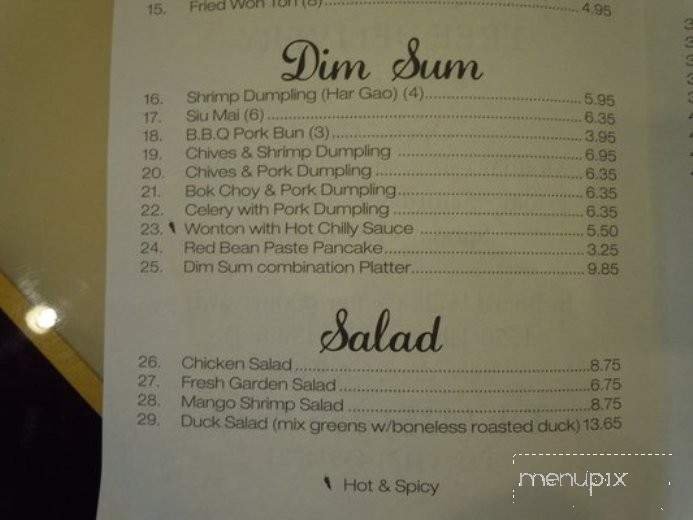 15. Fried Won Ton (8) 4.95
Dim Sum
16. Shrimp Dumpling (Har Gao) (4) 5.95
17. Siu Mai (6) 6.35
18. B.B.Q Pork Bun (3) 3.95
19. Chives & Shrimp Dumpling 6.95
20. Chives & Pork Dumpling 6.35
21. Bok Choy & Pork Dumpling 6.35
22. Celery with Pork Dumpling 6.35
23. Wonton with Hot Chilly Sauce 5.50
24. Red Bean Paste Pancake 3.25
25. Dim Sum combination Platter 9.85
Salad
26. Chicken Salad 8.75
27. Fresh Garden Salad 6.75
28. Mango Shrimp Salad 8.75
29. Duck Salad (mix greens w/boneless roasted duck) 13.65
Hot & Spicy
menupix